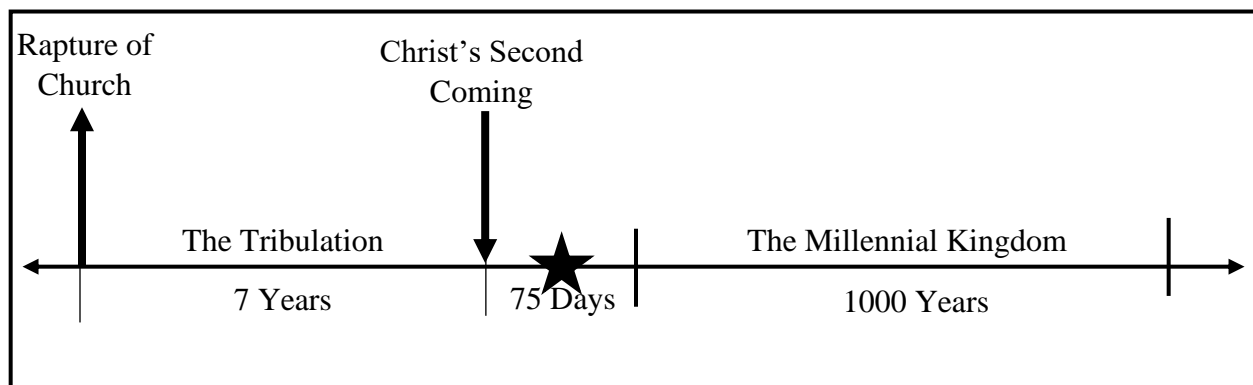 Rapture of
Church
Christ’s Second
Coming
The Tribulation
The Millennial Kingdom
7 Years
75 Days
1000 Years